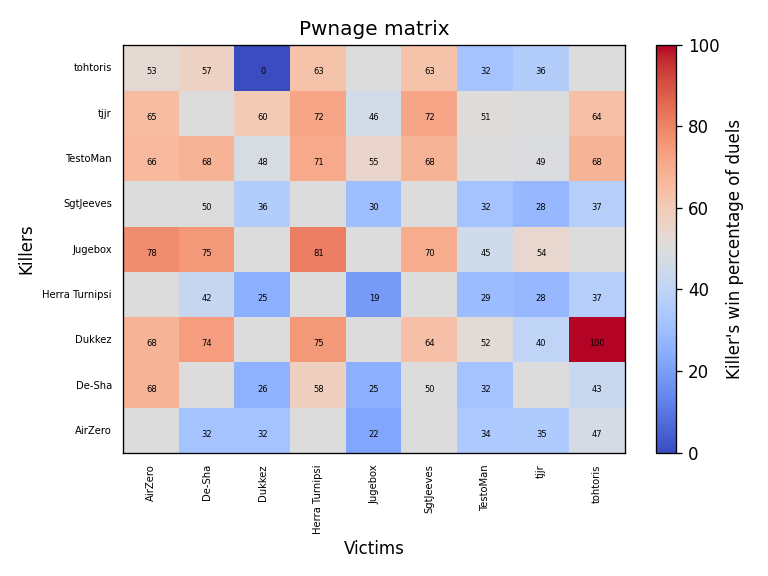 Pwnage matrix
tohtoris 53 57 0 63 63 32 36
tjjr 65 60 72 46 72 51 64
TestoMan 66 68 48 71 55 68 49 68
SgtJeeves 50 36 30 32 28 37
Jugebox 78 75 81 70 45 54
Herra Turnipsi 42 25 19 29 28 37
Dukkez 68 74 75 64 52 40 100
De-Sha 68 26 58 25 50 32 43
AirZero 32 32 22 34 35 47
AirZero De-Sha Dukkez Herra Turnipsi Jugebox SgtJeeves TestoMan tjjr tohtoris
Victims
Killers
100
80
60
40
20
0
Killer's win percentage of duels